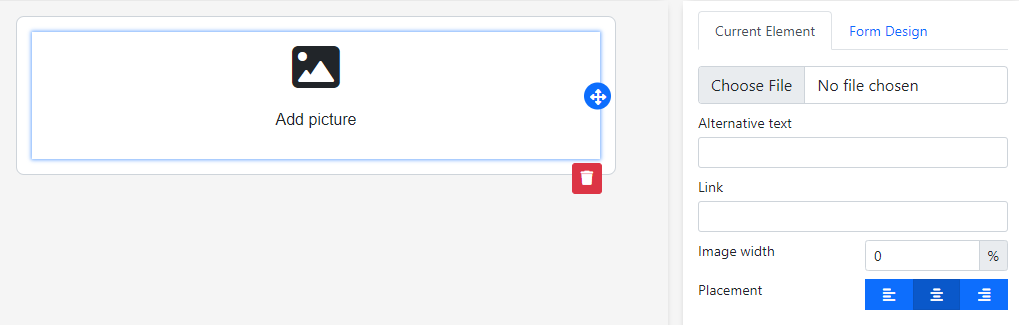 Add picture
Current Element
Form Design
Choose File No file chosen
Alternative text
Link
Image width 0 %
Placement